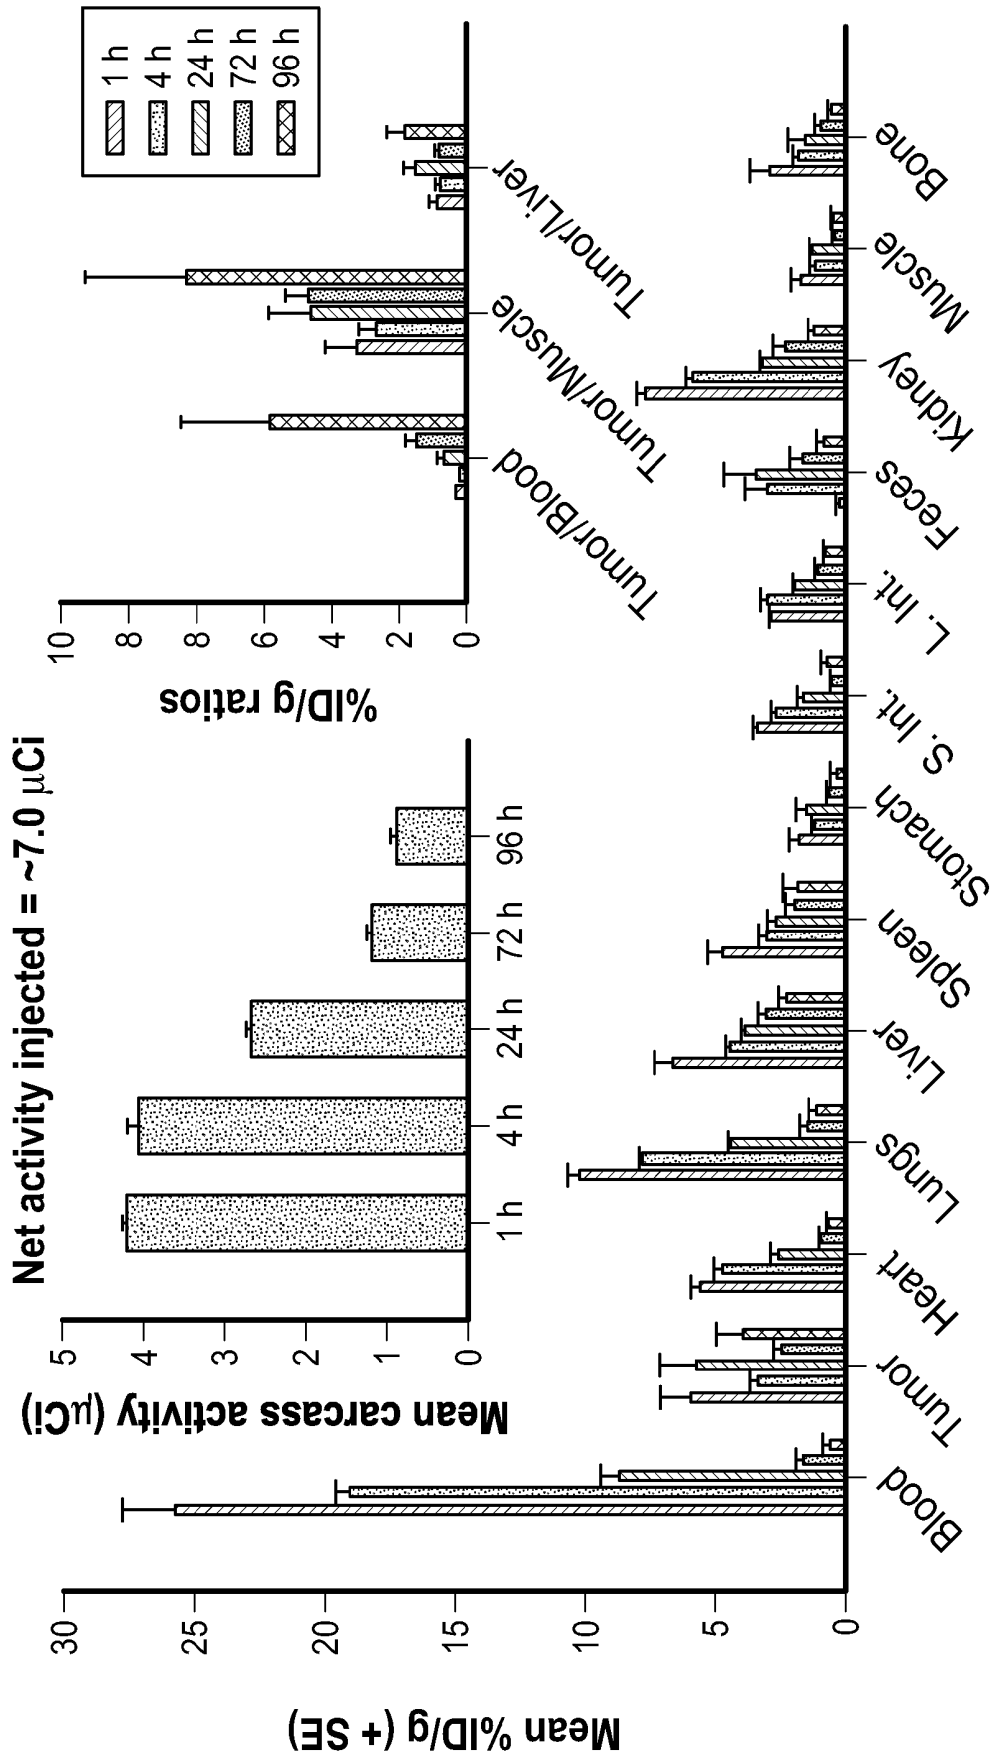 Net activity injected = ~7.0 μCi
Mean carcass activity (μCi)
5
4
3
2
1
0
1 h
4 h
24 h
72 h
96 h
%ID/g ratios
10
8
6
4
2
0
Tumor/Blood
Tumor/Muscle
Tumor/Liver
1 h
4 h
24 h
72 h
96 h
Mean %ID/g (+ SE)
30
25
20
15
10
5
0
Blood
Tumor
Heart
Lungs
Liver
Spleen
Stomach
S. Int.
L. Int.
Feces
Kidney
Muscle
Bone